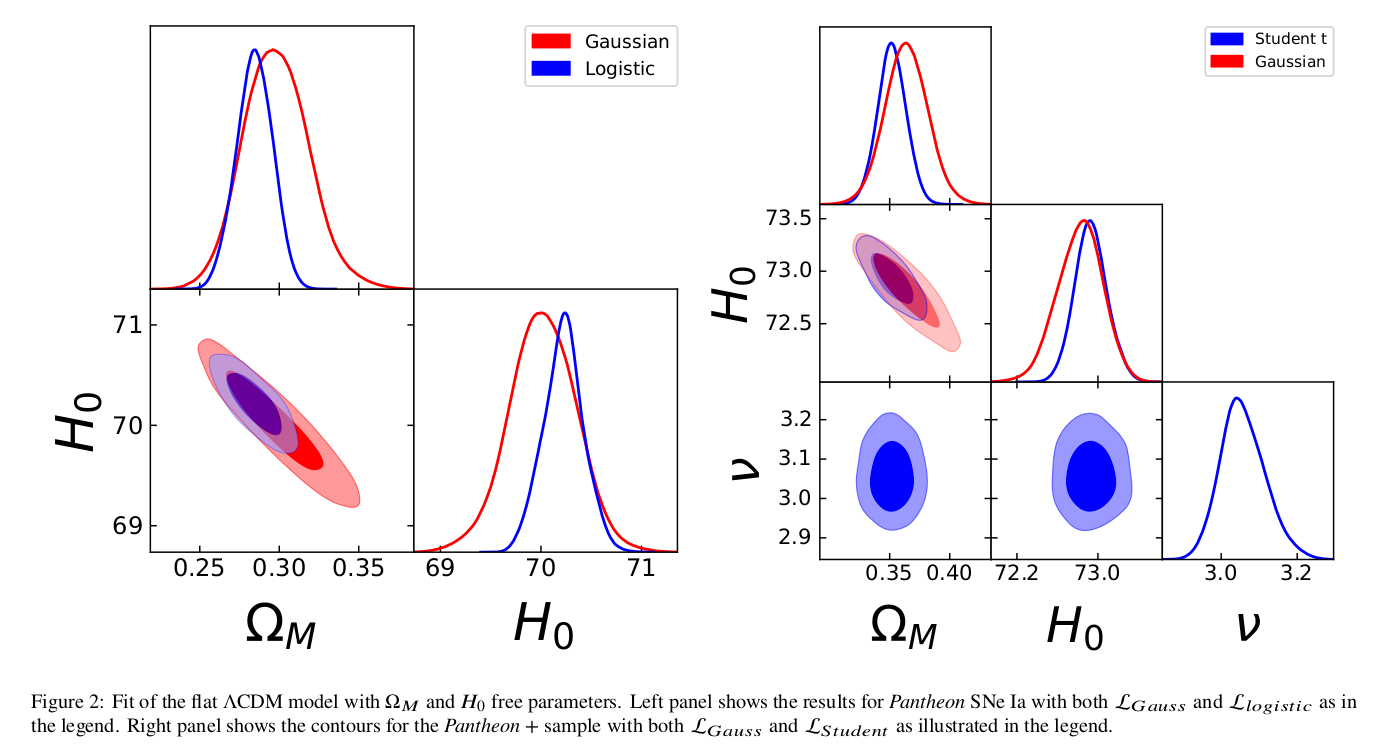 Gaussian
Logistic
71
70
69
H0
0.25 0.30 0.35
69 70 71
ΩM
H0
Student t
Gaussian
73.5
73.0
72.5
H0
3.2
3.1
3.0
2.9
ν
0.35 0.40
72.2 73.0
3.0 3.2
ΩM
H0
ν
Figure 2: Fit of the flat ΛCDM model with ΩM and H0 free parameters. Left panel shows the results for Pantheon SNe Ia with both ℒGauss and ℒlogistic as in
the legend. Right panel shows the contours for the Pantheon + sample with both ℒGauss and ℒStudent as illustrated in the legend.